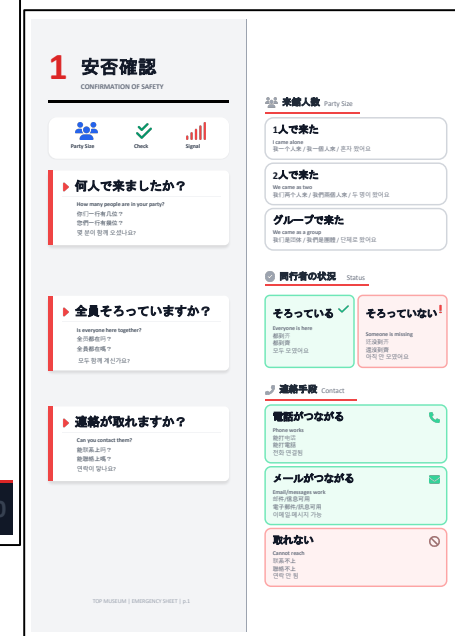 1 安否確認
CONFIRMATION OF SAFETY
Party Size Check Signal
何人で来ましたか？
How many people are in your party?
你们一行有几位？
您們一行有幾位？
몇 분이 함께 오셨나요?
全員そろっていますか？
Is everyone here together?
全员都在吗？
全員都在嗎？
모두 함께 계신가요?
連絡が取れますか？
Can you contact them?
能联系上吗？
能聯絡上嗎？
연락이 닿나요?
TOP MUSEUM | EMERGENCY SHEET | p.1
来館人数 Party Size
1人で来た
I came alone
我一个人来 / 我一個人來 / 혼자 왔어요
2人で来た
We came as two
我们两个人来 / 我們兩個人來 / 두 명이 왔어요
グループで来た
We came as a group
我们是团体 / 我們是團體 / 단체로 왔어요
同行者の状況 Status
そろっている
Everyone is here
都到齐
都到齊
모두 모였어요
そろっていない
Someone is missing
还没到齐
還沒到齊
아직 안 모였어요
連絡手段 Contact
電話がつながる
Phone works
能打电话
能打電話
전화 연결됨
メールがつながる
Email/messages work
邮件/信息可用
電子郵件/訊息可用
이메일/메시지 가능
取れない
Cannot reach
联系不上
聯絡不上
연락 안 됨